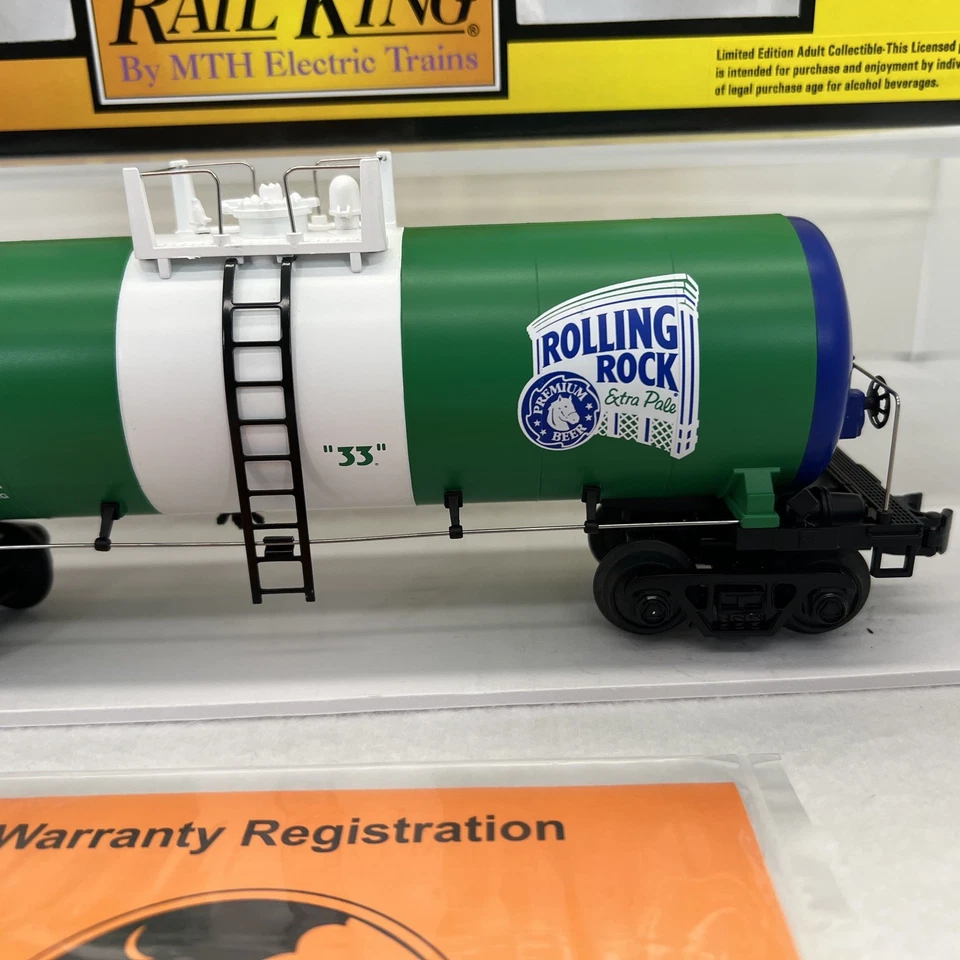 RAIL KING®
By MTH Electric Trains
Limited Edition Adult Collectible-This Licensed
is intended for purchase and enjoyment by
of legal purchase age for alcohol beverages.
ROLLING
ROCK
Extra Pale
PREMIUM
BEER
"33"
Warranty Registration